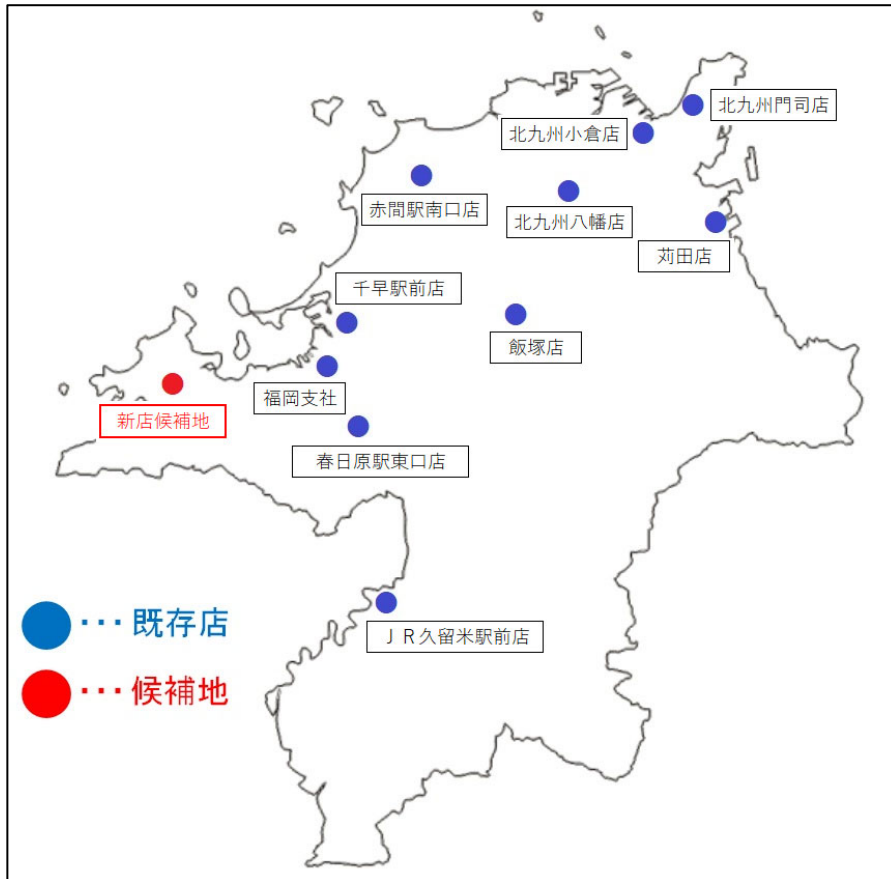 北九州門司店
北九州小倉店
赤間駅南口店
北九州八幡店
苅田店
千早駅前店
飯塚店
福岡支社
新店候補地
春日原駅東口店
ＪＲ久留米駅前店
･･･既存店
･･･候補地